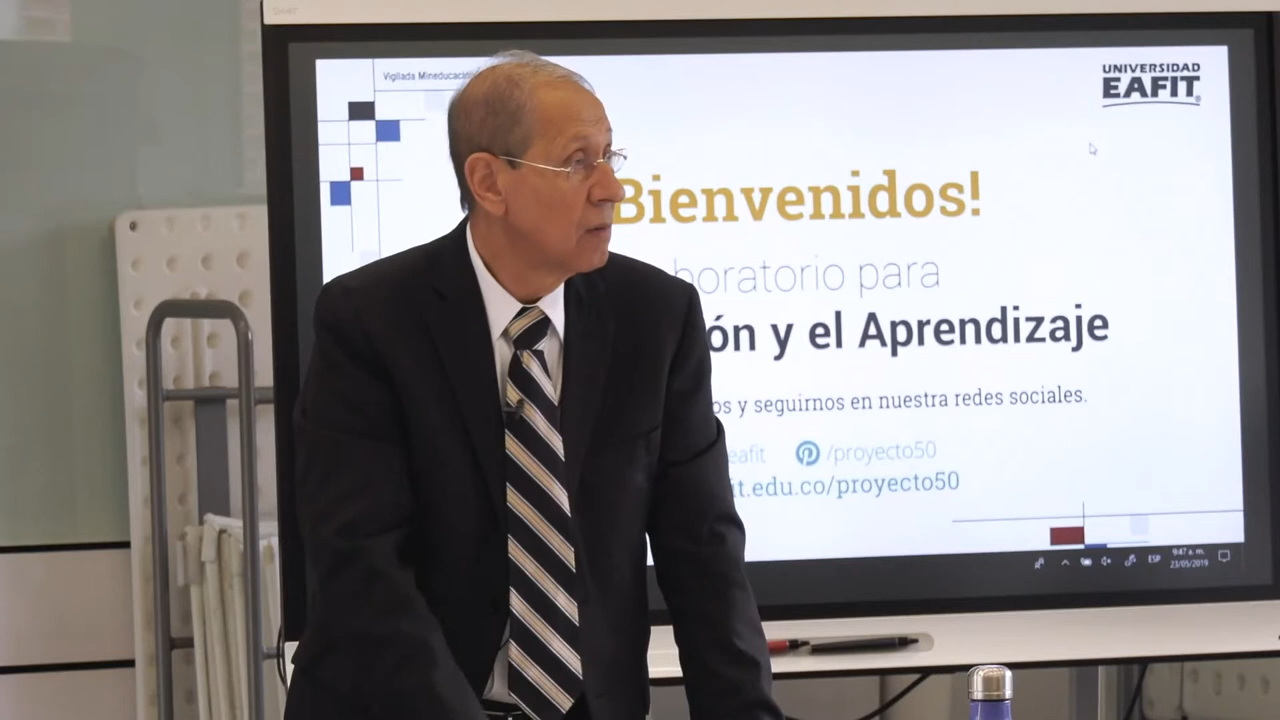 Vigilada Mineducación
UNIVERSIDAD
EAFIT
Bienvenidos!
boratorio para
ón y el Aprendizaje
os y seguirnos en nuestra redes sociales.
eafit /proyecto50
it.edu.co/proyecto50
ESP 9:47 a. m.
23/05/2019